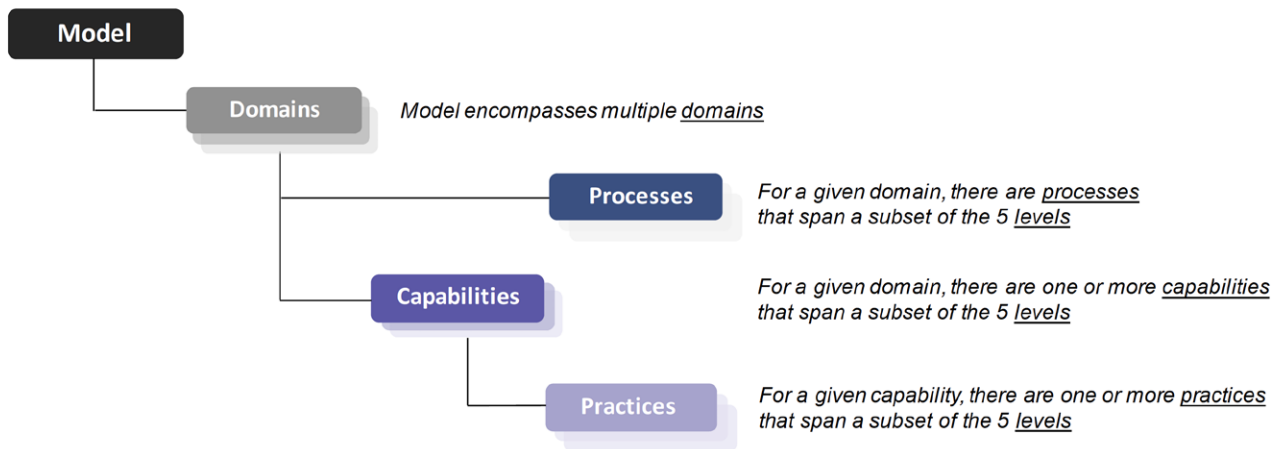 Model
Domains
Model encompasses multiple domains
Processes
For a given domain, there are processes
that span a subset of the 5 levels
Capabilities
For a given domain, there are one or more capabilities
that span a subset of the 5 levels
Practices
For a given capability, there are one or more practices
that span a subset of the 5 levels